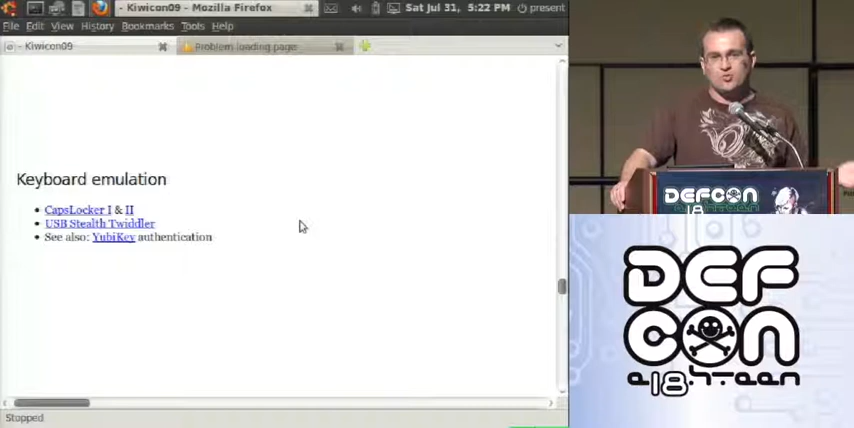 - Kiwicon09 - Mozilla Firefox
Sat Jul 31, 5:22 PM
present
File Edit View History Bookmarks Tools Help
- Kiwicon09
Problem loading page
Keyboard emulation
CapsLocker I & II
USB Stealth Twiddler
See also: YubiKey authentication
Stopped
DEFCON
18
DEF
CON
e18hteen